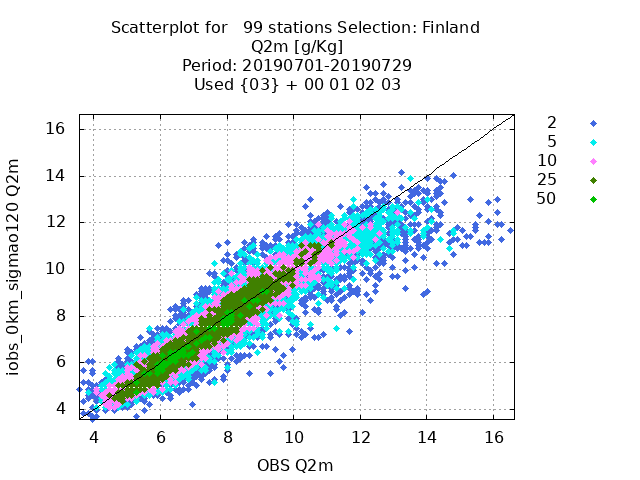 Scatterplot for   99 stations Selection: Finland
Q2m [g/Kg]
Period: 20190701-20190729
Used {03} + 00 01 02 03
2
5
10
25
50
iobs_0km_sigmao120 Q2m
16
14
12
10
8
6
4
4 6 8 10 12 14 16
OBS Q2m